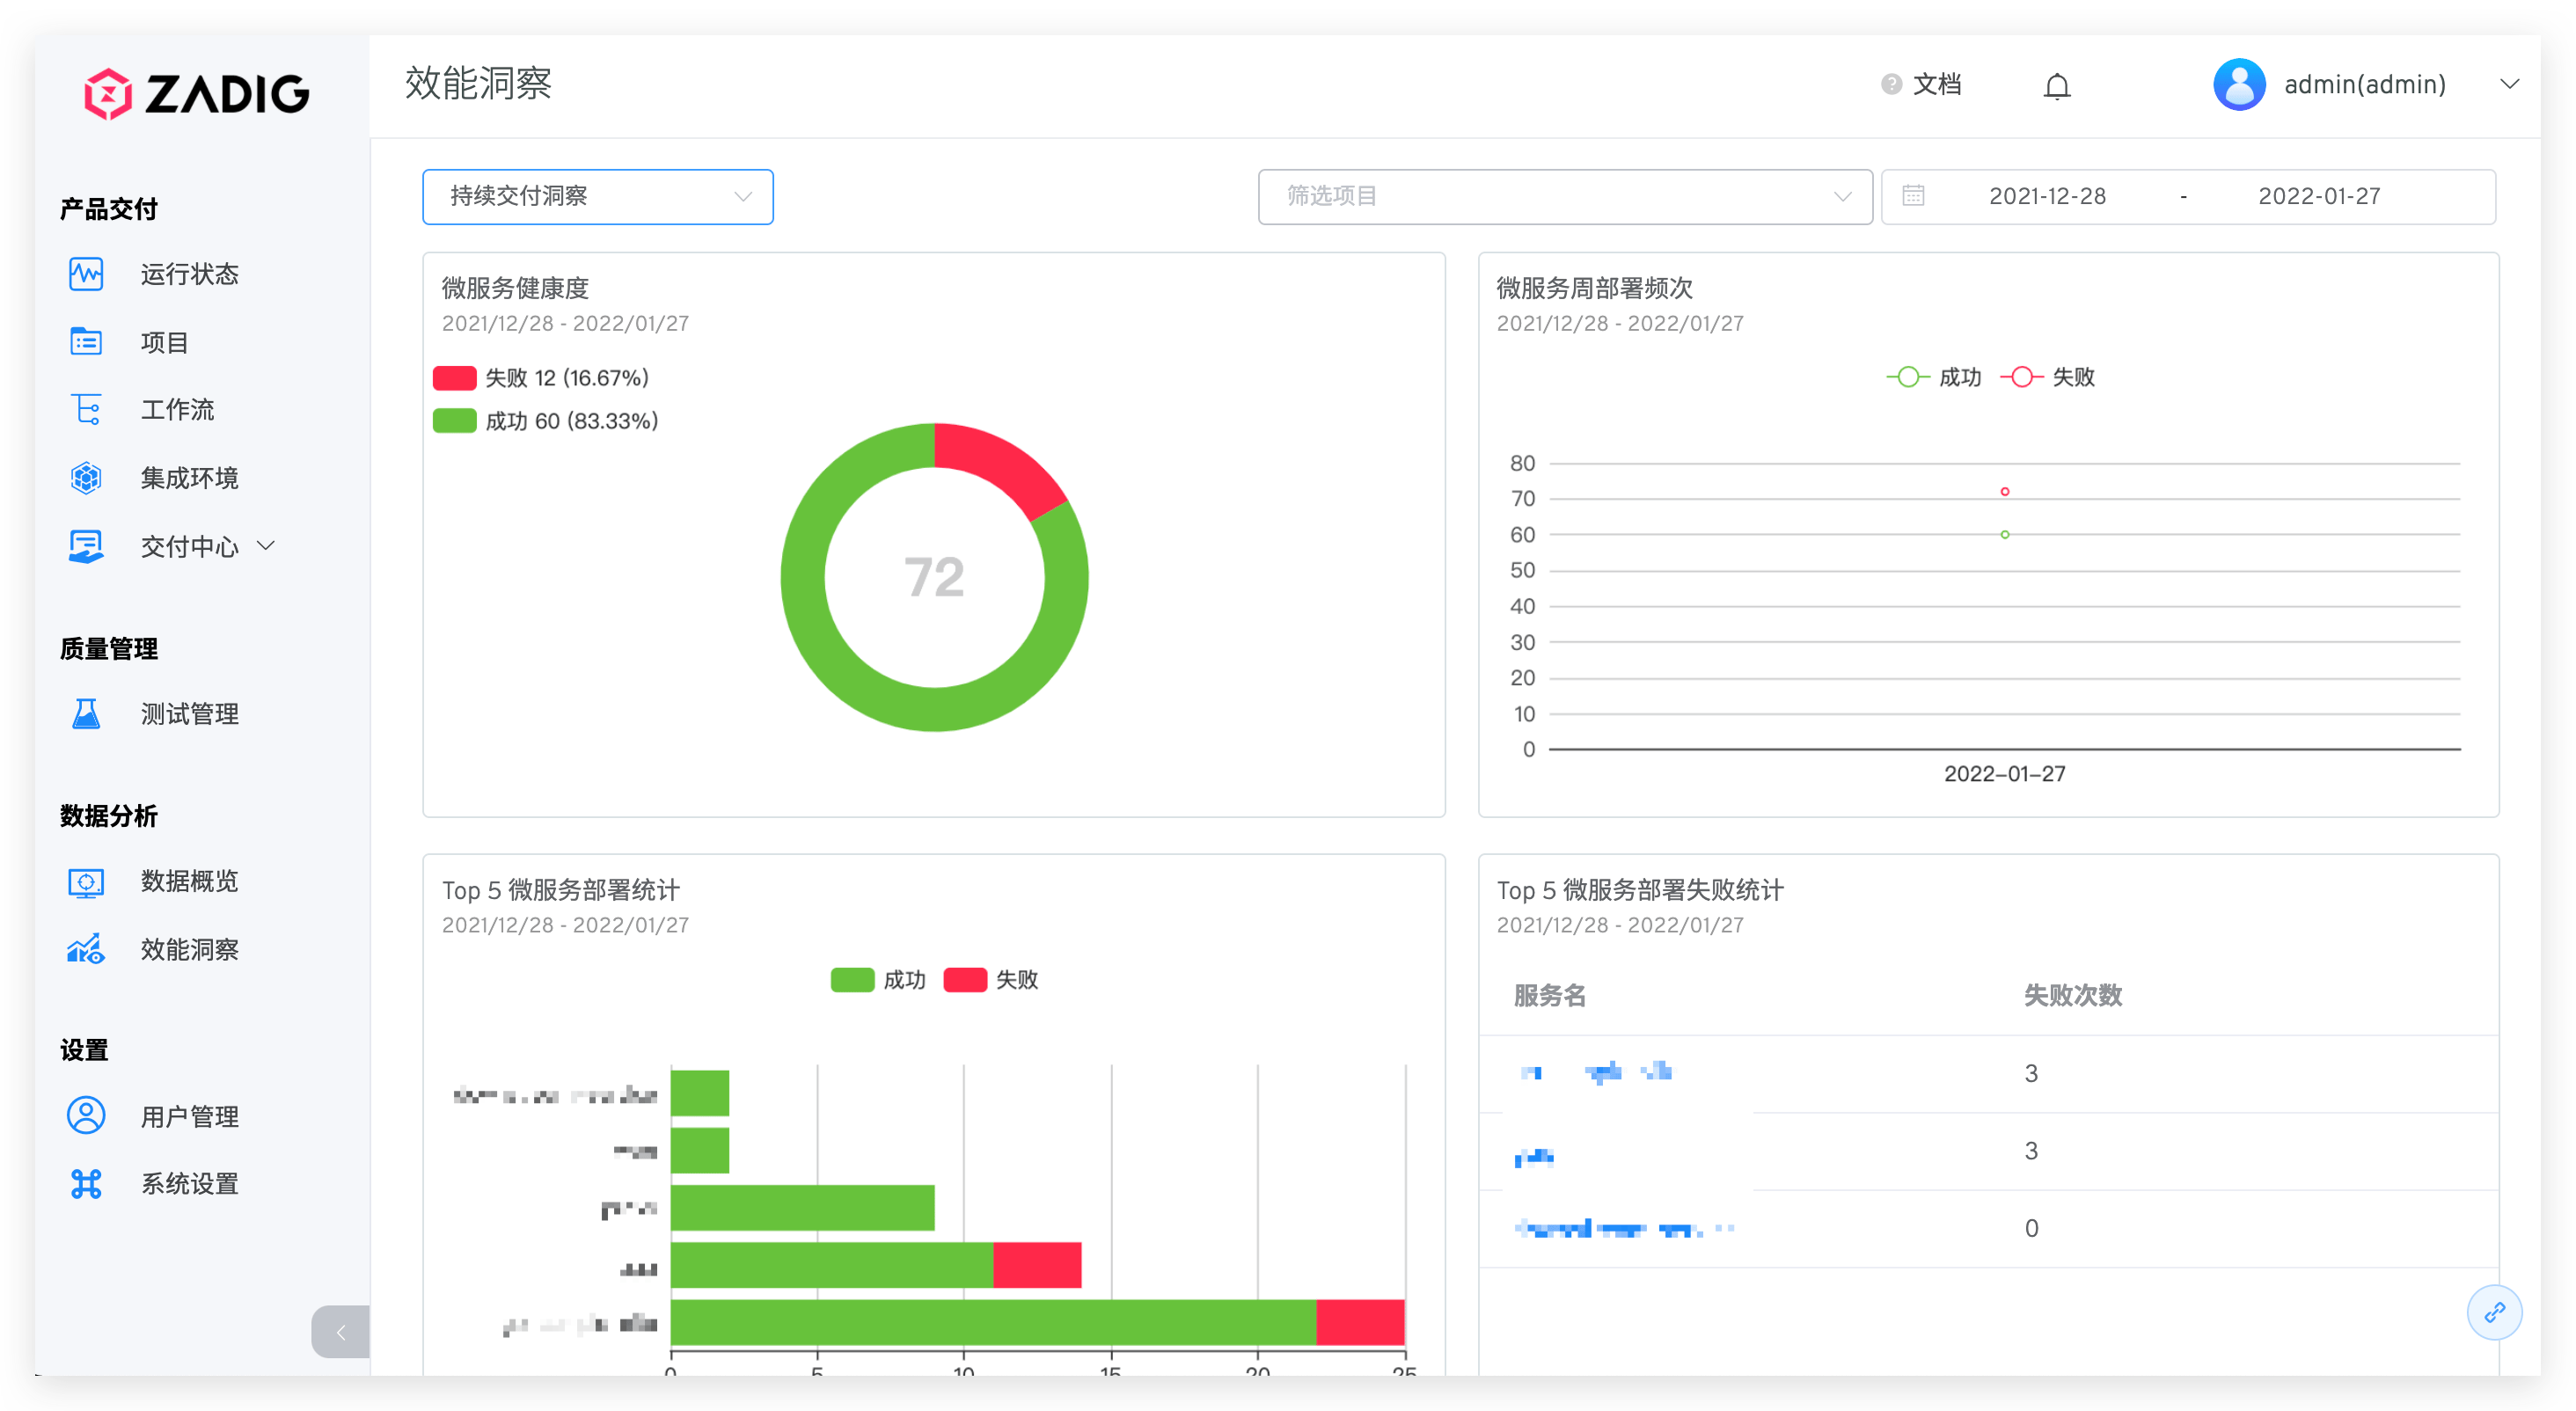 ZADIG
产品交付
运行状态
项目
工作流
集成环境
交付中心
质量管理
测试管理
数据分析
数据概览
效能洞察
设置
用户管理
系统设置
效能洞察
? 文档
admin(admin)
持续交付洞察
筛选项目
2021-12-28 - 2022-01-27
微服务健康度
2021/12/28 - 2022/01/27
失败 12 (16.67%)
成功 60 (83.33%)
72
微服务周部署频次
2021/12/28 - 2022/01/27
成功 失败
80
70
60
50
40
30
20
10
0
2022-01-27
Top 5 微服务部署统计
2021/12/28 - 2022/01/27
成功 失败
0 5 10 15 20 25
Top 5 微服务部署失败统计
2021/12/28 - 2022/01/27
服务名 失败次数
3
3
0